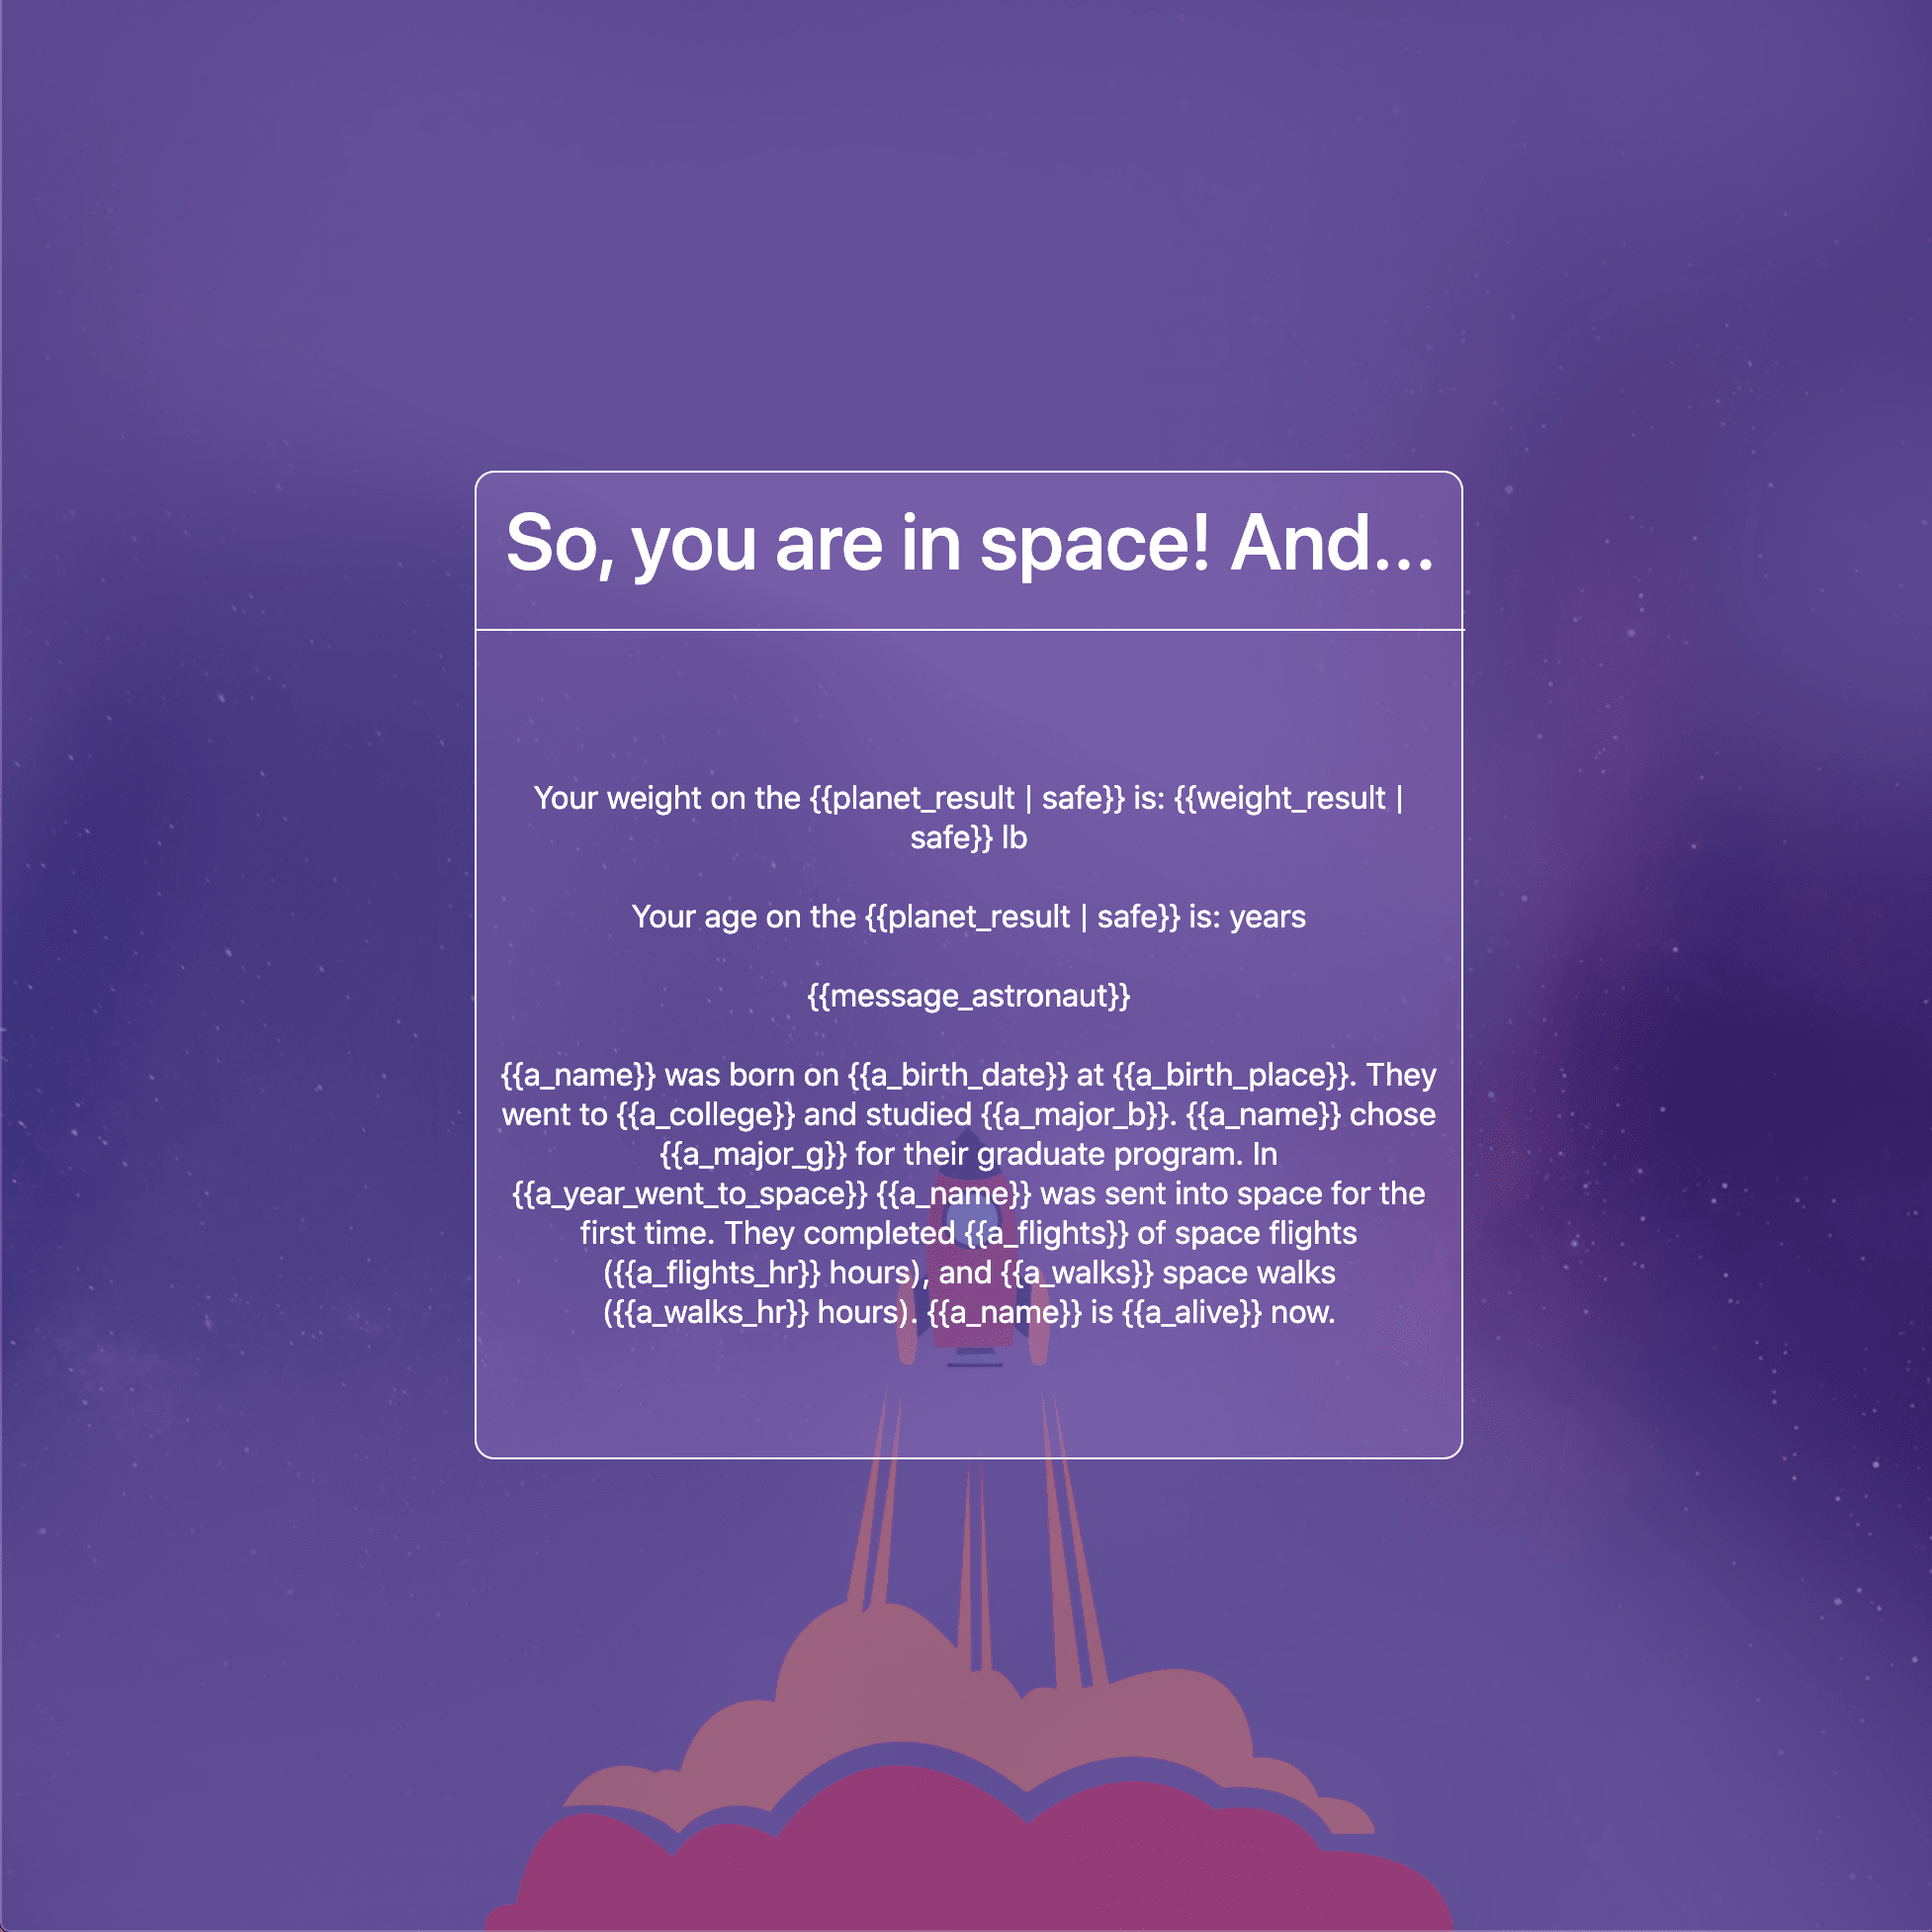 So, you are in space! And...
Your weight on the {{planet_result | safe}} is: {{weight_result |
safe}} lb
Your age on the {{planet_result | safe}} is: years
{{message_astronaut}}
{{a_name}} was born on {{a_birth_date}} at {{a_birth_place}}. They
went to {{a_college}} and studied {{a_major_b}}. {{a_name}} chose
{{a_major_g}} for their graduate program. In
{{a_year_went_to_space}} {{a_name}} was sent into space for the
first time. They completed {{a_flights}} of space flights
({{a_flights_hr}} hours), and {{a_walks}} space walks
({{a_walks_hr}} hours). {{a_name}} is {{a_alive}} now.